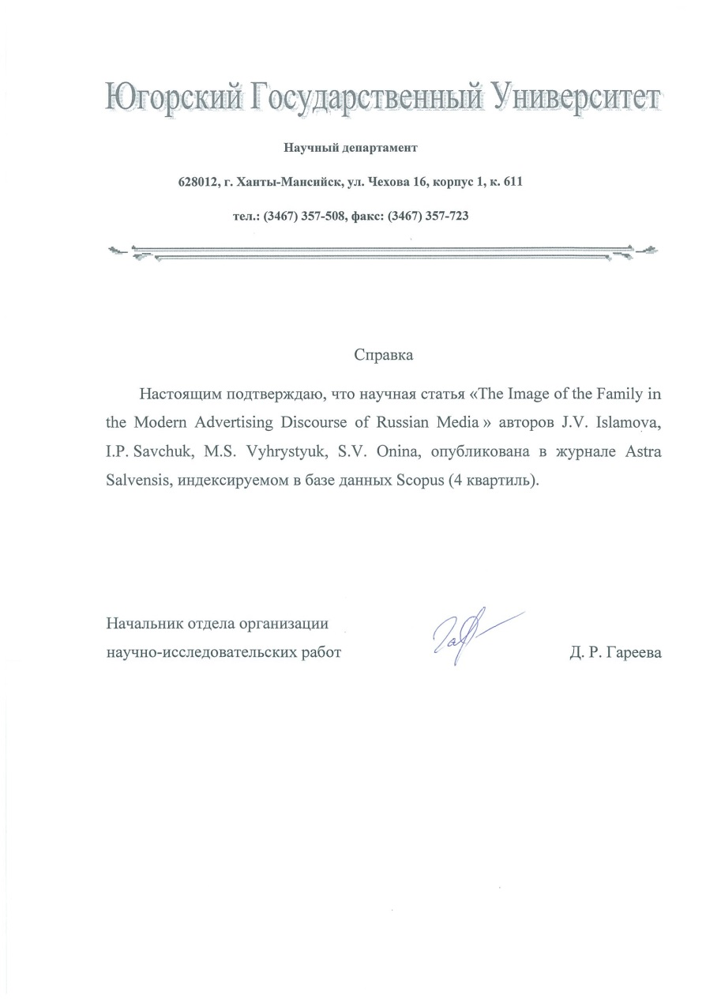 Югорский Государственный Университет
Научный департамент
628012, г. Ханты-Мансийск, ул. Чехова 16, корпус 1, к. 611
тел.: (3467) 357-508, факс: (3467) 357-723
Справка
Настоящим подтверждаю, что научная статья «The Image of the Family in
the Modern Advertising Discourse of Russian Media » авторов J.V. Islamova,
I.P. Savchuk, M.S. Vyhrystyuk, S.V. Onina, опубликована в журнале Astra
Salvensis, индексируемом в базе данных Scopus (4 квартиль).
Начальник отдела организации
научно-исследовательских работ
Д. Р. Гареева